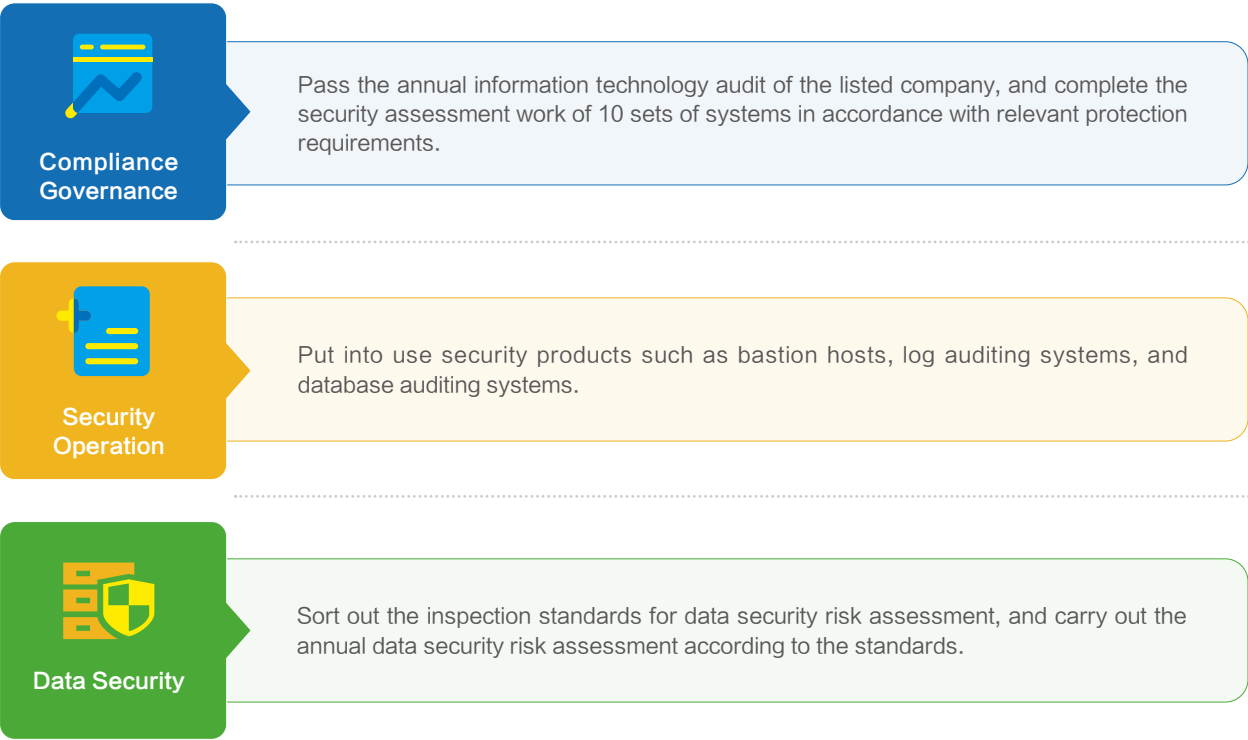 Compliance
Governance
Pass the annual information technology audit of the listed company, and complete the
security assessment work of 10 sets of systems in accordance with relevant protection
requirements.
Security
Operation
Put into use security products such as bastion hosts, log auditing systems, and
database auditing systems.
Data Security
Sort out the inspection standards for data security risk assessment, and carry out the
annual data security risk assessment according to the standards.